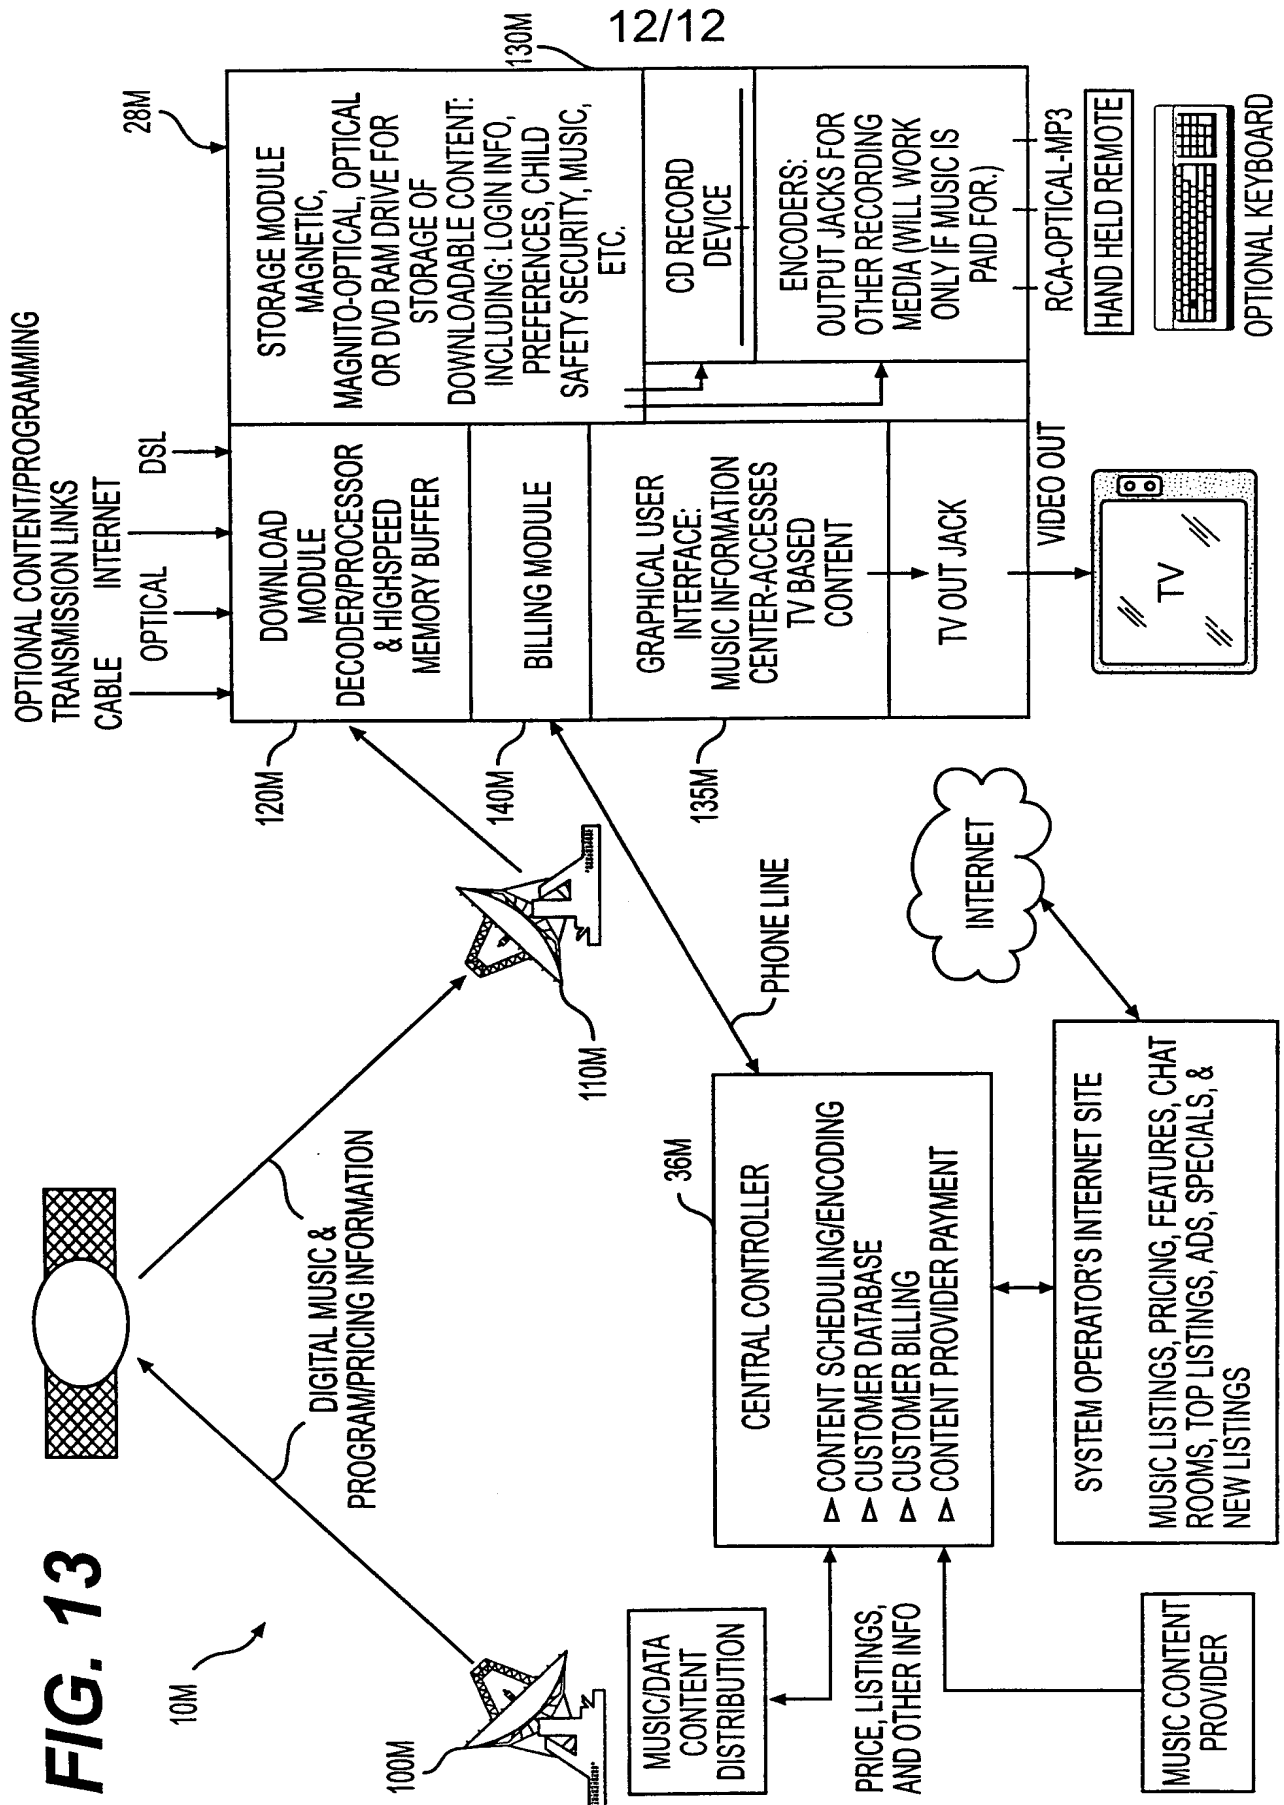 12/12
FIG. 13
10M
100M
DIGITAL MUSIC &
PROGRAM/PRICING INFORMATION
110M
OPTIONAL CONTENT/PROGRAMMING
TRANSMISSION LINKS
CABLE
INTERNET
OPTICAL
DSL
28M
130M
120M
140M
135M
DOWNLOAD
MODULE
DECODER/PROCESSOR
& HIGHSPEED
MEMORY BUFFER
BILLING MODULE
GRAPHICAL USER
INTERFACE:
MUSIC INFORMATION
CENTER-ACCESSES
TV BASED
CONTENT
TV OUT JACK
STORAGE MODULE
MAGNETIC,
MAGNITO-OPTICAL, OPTICAL
OR DVD RAM DRIVE FOR
STORAGE OF
DOWNLOADABLE CONTENT:
INCLUDING: LOGIN INFO,
PREFERENCES, CHILD
SAFETY SECURITY, MUSIC,
ETC.
CD RECORD
DEVICE
ENCODERS:
OUTPUT JACKS FOR
OTHER RECORDING
MEDIA (WILL WORK
ONLY IF MUSIC IS
PAID FOR.)
RCA-OPTICAL-MP3
HAND HELD REMOTE
OPTIONAL KEYBOARD
VIDEO OUT
TV
PHONE LINE
INTERNET
36M
CENTRAL CONTROLLER
▷ CONTENT SCHEDULING/ENCODING
▷ CUSTOMER DATABASE
▷ CUSTOMER BILLING
▷ CONTENT PROVIDER PAYMENT
MUSIC/DATA
CONTENT
DISTRIBUTION
PRICE, LISTINGS,
AND OTHER INFO
MUSIC CONTENT
PROVIDER
SYSTEM OPERATOR'S INTERNET SITE
MUSIC LISTINGS, PRICING, FEATURES, CHAT
ROOMS, TOP LISTINGS, ADS, SPECIALS, &
NEW LISTINGS